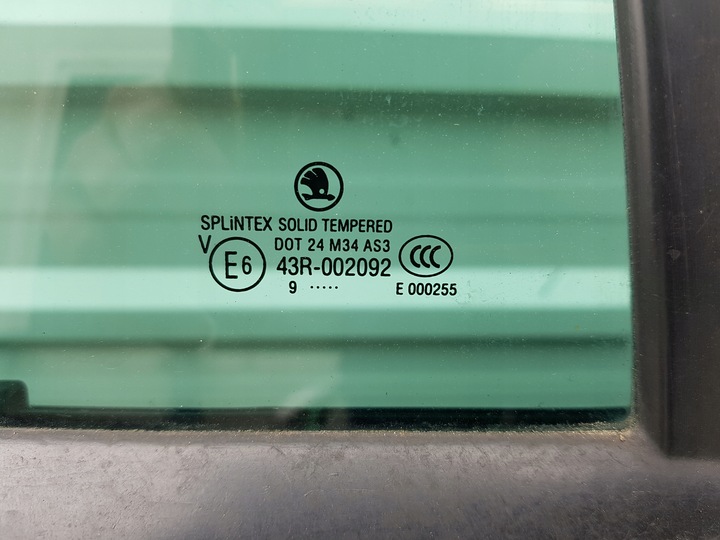 SPLiNTEX SOLID TEMPERED
V DOT 24 M34 AS3
E6 43R-002092 CCC
9 ..... E 000255